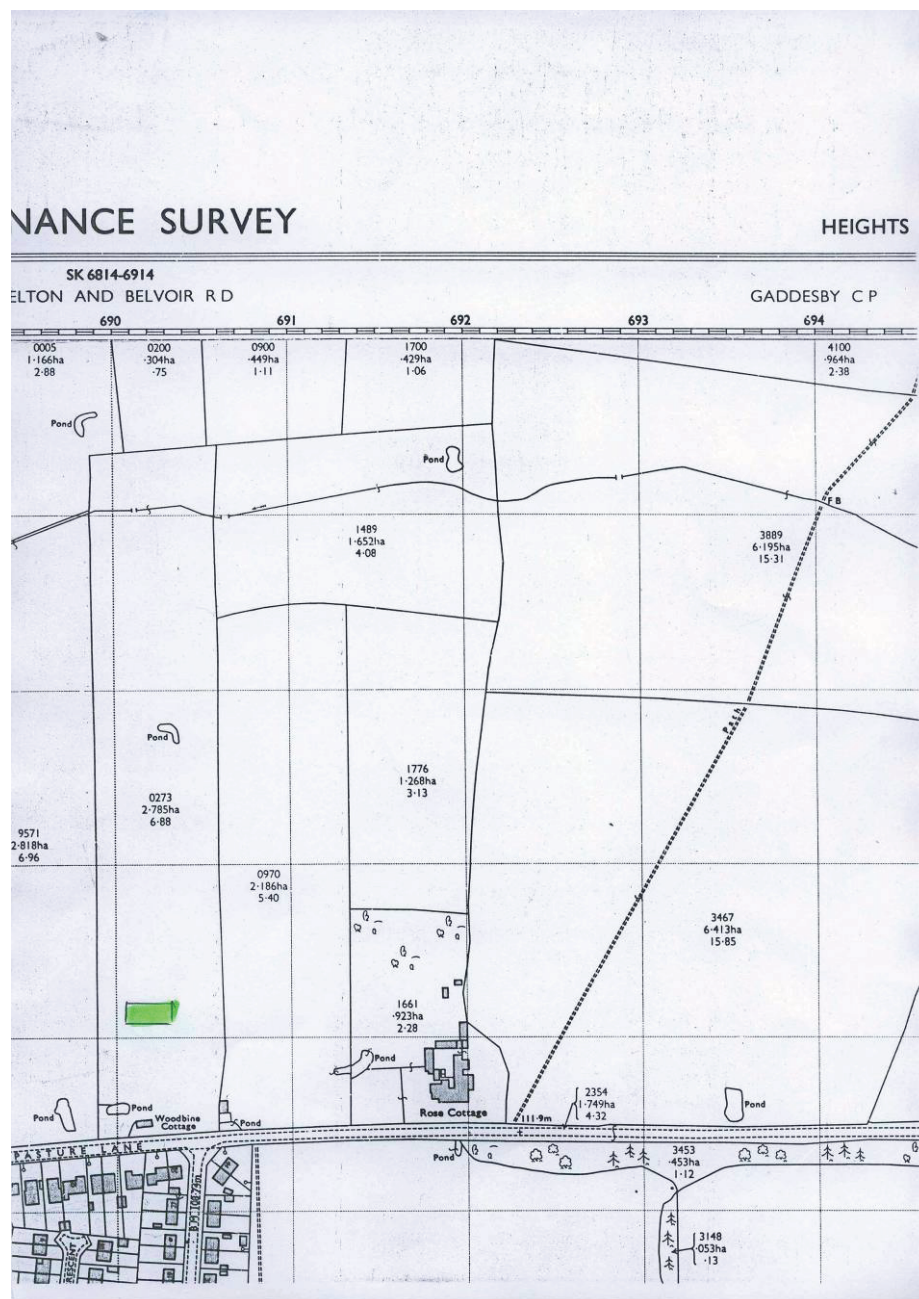 NANCE SURVEY
HEIGHTS
SK 6814-6914
ELTON AND BELVOIR R D
GADDESBY C P
690
691
692
693
694
0005
1·166ha
2·88
0200
·304ha
·75
0900
·449ha
1·11
1700
·429ha
1·06
4100
·964ha
2·38
Pond
Pond
F B
1489
1·652ha
4·08
3889
6·195ha
15·31
Path
Pond
1776
1·268ha
3·13
0273
2·785ha
6·88
9571
2·818ha
6·96
0970
2·186ha
5·40
3467
6·413ha
15·85
1661
·923ha
2·28
Pond
Rose Cottage
2354
1·749ha
4·32
Pond
Pond
Pond
Woodbine
Cottage
Pond
111·9m
PASTURE LANE
Pond
3453
·453ha
1·12
3148
·053ha
·13
CRESCENT